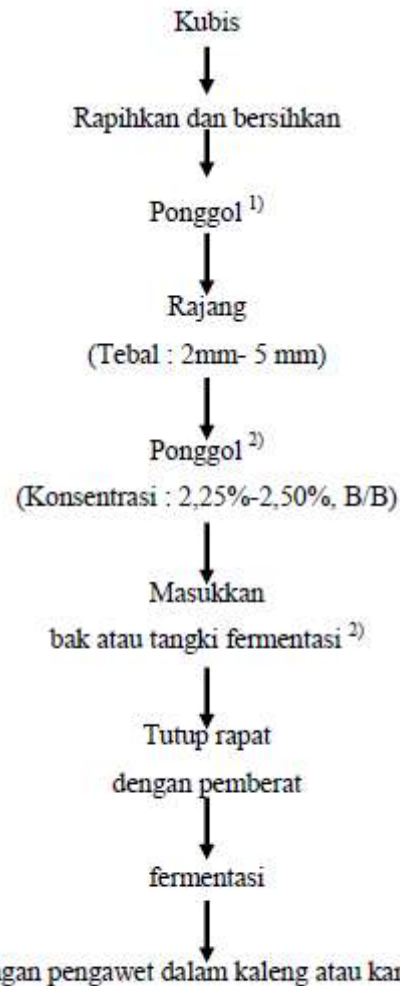 Kubis
Rapihkan dan bersihkan
Ponggol 1)
Rajang
(Tebal : 2mm- 5 mm)
Ponggol 2)
(Konsentrasi : 2,25%-2,50%, B/B)
Masukkan
bak atau tangki fermentasi 2)
Tutup rapat
dengan pemberat
fermentasi
pengawet dalam kaleng atau